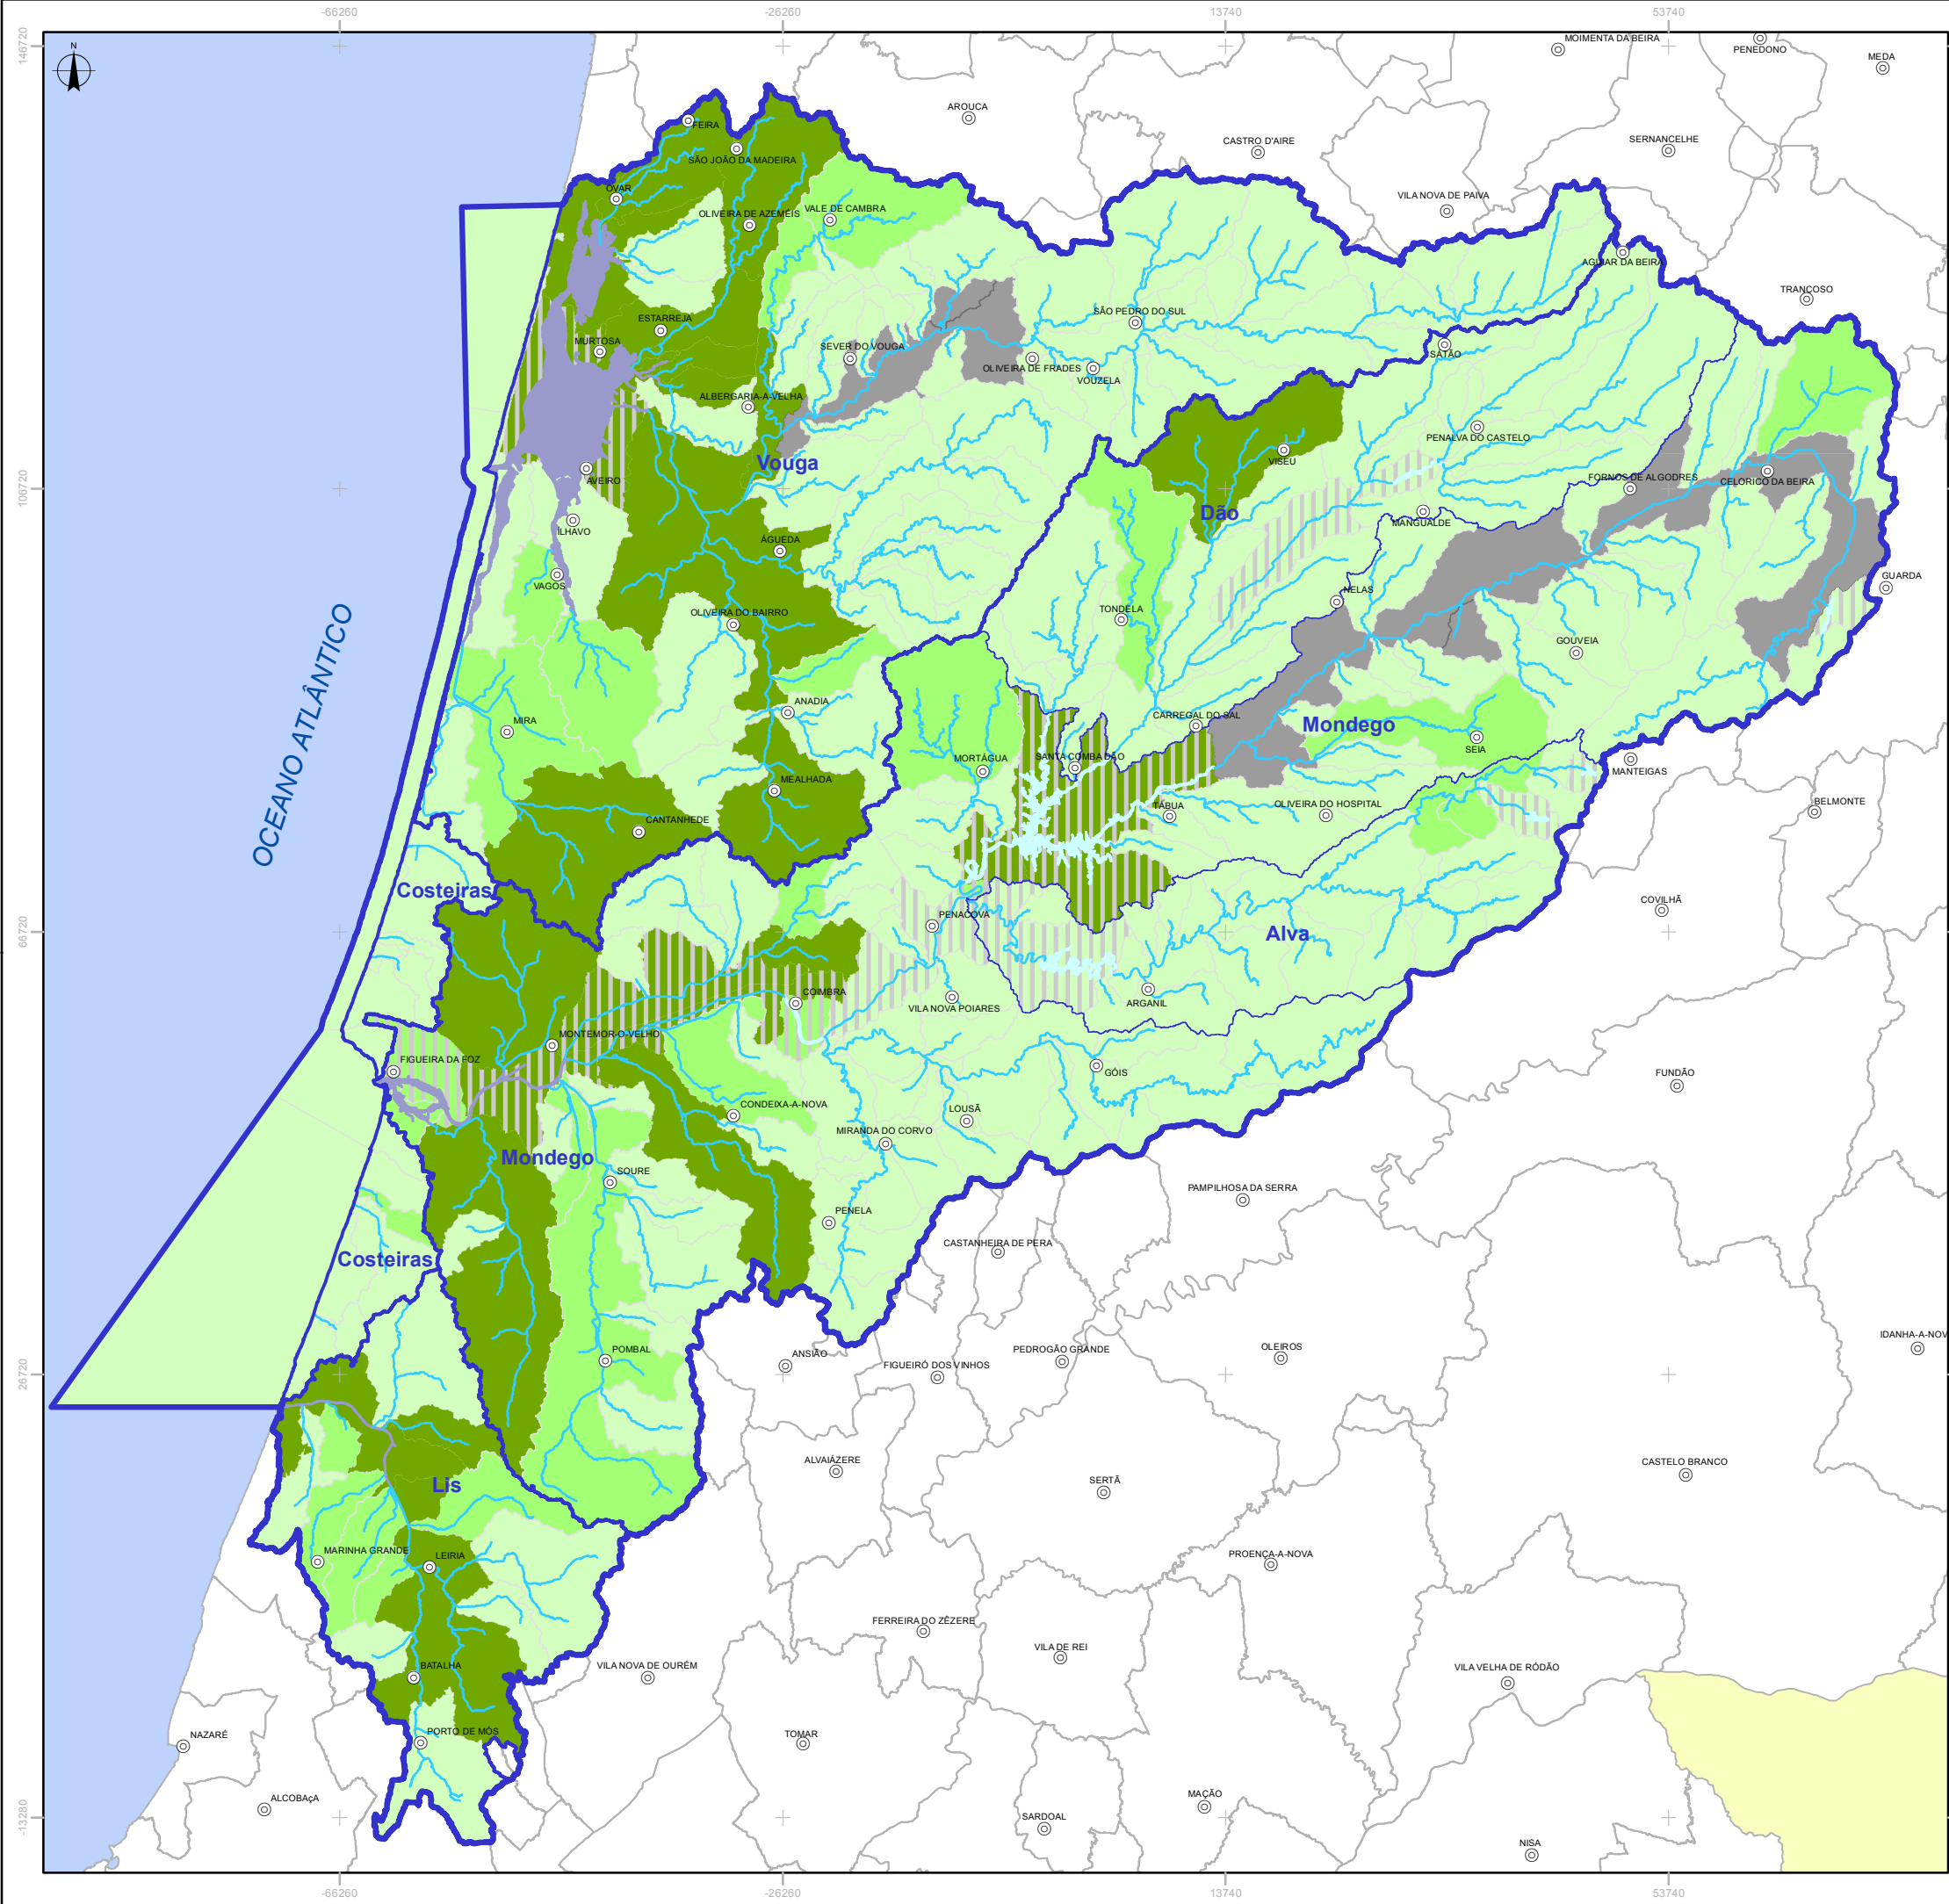 -66260
-26260
13740
53740
146720
N
MOIMENTA DA BEIRA
PENEDONO
MEDA
AROUCA
FEIRA
CASTRO D'AIRE
SERNANCELHE
SÃO JOÃO DA MADEIRA
OVAR
VILA NOVA DE PAIVA
VALE DE CAMBRA
OLIVEIRA DE AZEMÉIS
AGUIAR DA BEIRA
TRANCOSO
SÃO PEDRO DO SUL
ESTARREJA
MURTOSA
SEVER DO VOUGA
SÁTÃO
OLIVEIRA DE FRADES
VOUZELA
ALBERGARIA-A-VELHA
PENALVA DO CASTELO
Vouga
VISEU
106720
AVEIRO
FORNOS DE ALGODRES
CELORICO DA BEIRA
Dão
MANGUALDE
ÍLHAVO
ÁGUEDA
GUARDA
VAGOS
NELAS
OLIVEIRA DO BAIRRO
TONDELA
GOUVEIA
OCEANO ATLÂNTICO
ANADIA
MIRA
CARREGAL DO SAL
Mondego
SEIA
MORTÁGUA
SANTA COMBA DÃO
MANTEIGAS
MEALHADA
TÁBUA
OLIVEIRA DO HOSPITAL
BELMONTE
CANTANHEDE
Costeiras
COVILHÃ
PENACOVA
66720
Alva
COIMBRA
VILA NOVA POIARES
ARGANIL
MONTEMOR-O-VELHO
FIGUEIRA DA FOZ
GÓIS
FUNDÃO
CONDEIXA-A-NOVA
LOUSÃ
MIRANDA DO CORVO
Mondego
SOURE
PAMPILHOSA DA SERRA
PENELA
CASTANHEIRA DE PERA
Costeiras
IDANHA-A-NOV
POMBAL
ANSIÃO
FIGUEIRÓ DOS VINHOS
PEDROGÃO GRANDE
OLEIROS
26720
ALVAIÁZERE
CASTELO BRANCO
SERTÃ
Lis
MARINHA GRANDE
LEIRIA
PROENÇA-A-NOVA
FERREIRA DO ZÊZERE
VILA DE REI
BATALHA
VILA NOVA DE OURÉM
VILA VELHA DE RÓDÃO
NAZARÉ
PORTO DE MÓS
TOMAR
ALCOBAçA
MAÇÃO
SARDOAL
-13280
NISA
-66260
-26260
13740
53740